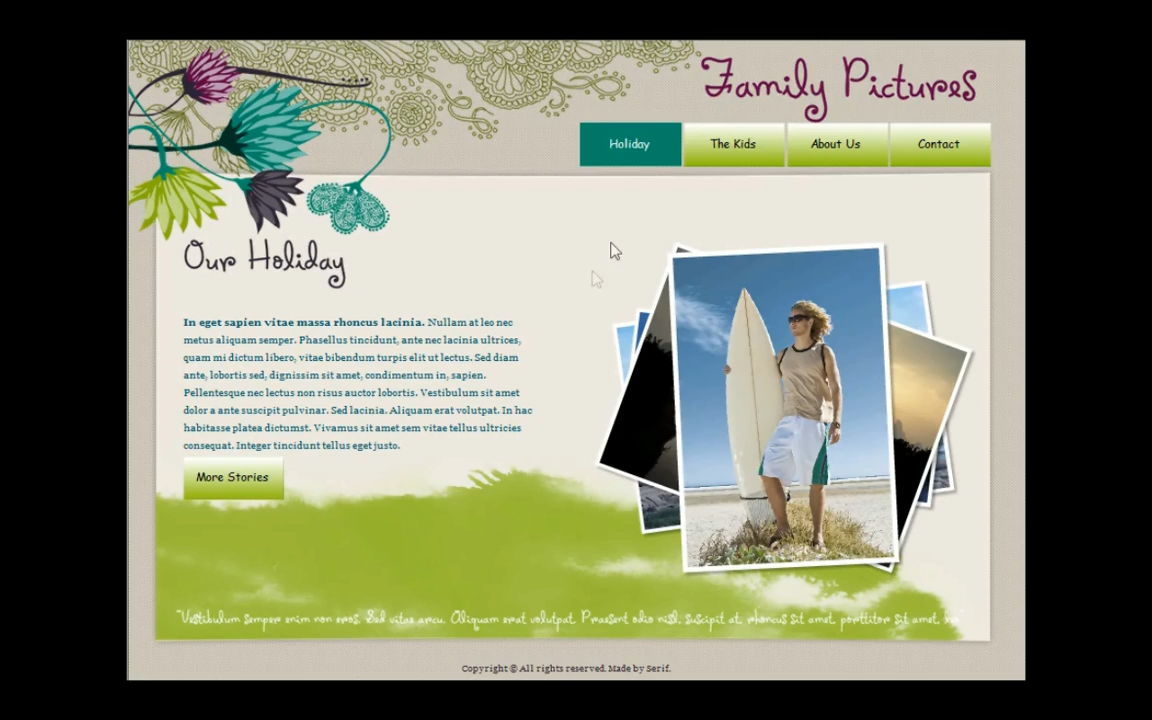 Family Pictures
Holiday
The Kids
About Us
Contact
Our Holiday
In eget sapien vitae massa rhoncus lacinia. Nullam at leo nec
metus aliquam semper. Phasellus tincidunt, ante nec lacinia ultrices,
quam mi dictum libero, vitae bibendum turpis elit ut lectus. Sed diam
ante, lobortis sed, dignissim sit amet, condimentum in, sapien.
Pellentesque nec lectus non risus auctor lobortis. Vestibulum sit amet
dolor a ante suscipit pulvinar. Sed lacinia. Aliquam erat volutpat. In hac
habitasse platea dictumst. Vivamus sit amet sem vitae tellus ultricies
consequat. Integer tincidunt tellus eget justo.
More Stories
"Vestibulum semper enim non eros. Sed vitae arcu. Aliquam erat volutpat. Praesent odio nisl, suscipit at, rhoncus sit amet, porttitor sit amet,
Copyright © All rights reserved. Made by Serif.